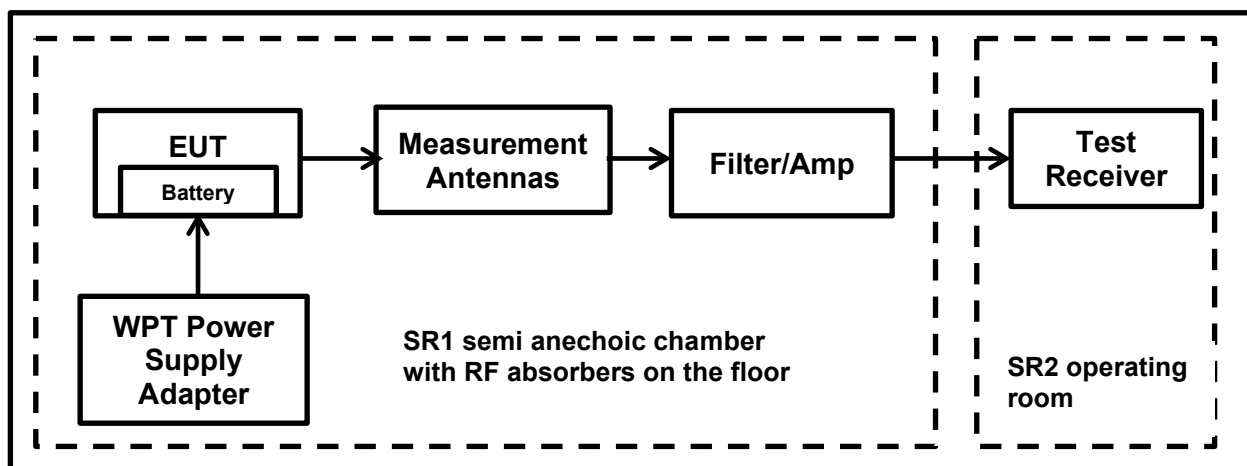 EUT
Battery
Measurement
Antennas
Filter/Amp
Test
Receiver
WPT Power
Supply
Adapter
SR1 semi anechoic chamber
with RF absorbers on the floor
SR2 operating
room